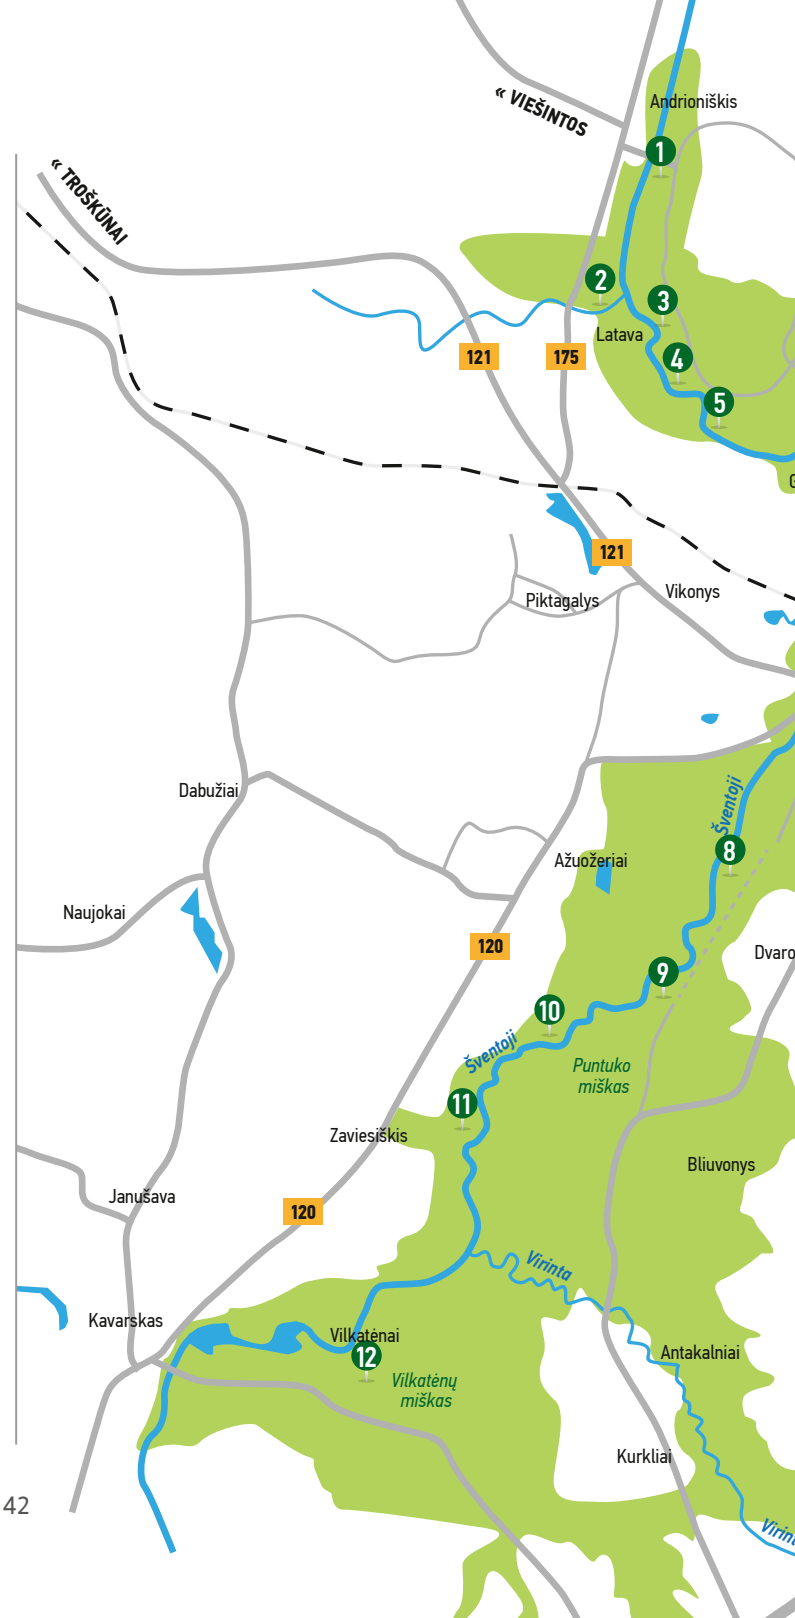 Andrioniškis
« VIEŠINTOS
1
« TROŠKŪNAI
2
3
Latava
121
175
4
5
G
121
Piktagalys
Vikonys
Dabužiai
Šventoji
8
Ažuožeriai
Naujokai
120
Dvaro
9
10
Šventoji
Puntuko
miškas
11
Zaviesiškis
Bliuvonys
Janušava
120
Virinta
Kavarskas
Vilkatėnai
12
Antakalniai
Vilkatėnų
miškas
Kurkliai
42
Virin